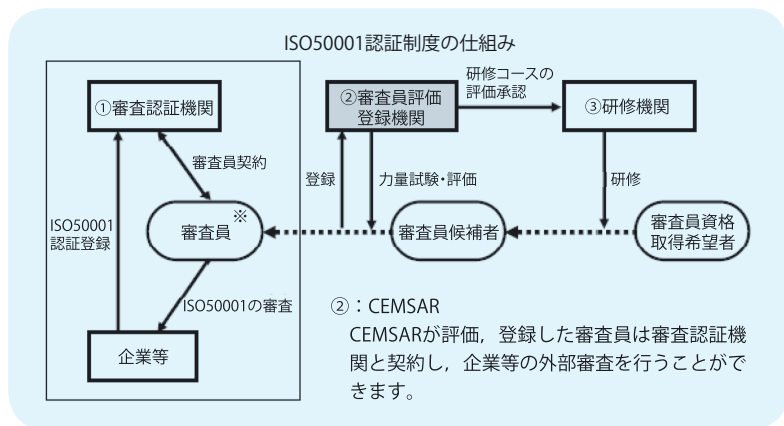 ISO50001認証制度の仕組み
①審査認証機関
②審査員評価
登録機関
研修コースの
評価承認
③研修機関
審査員契約
登録
力量試験・評価
研修
ISO50001
認証登録
審査員※
審査員候補者
審査員資格
取得希望者
ISO50001の審査
企業等
②：CEMSAR
CEMSARが評価，登録した審査員は審査認証機
関と契約し，企業等の外部審査を行うことがで
きます。